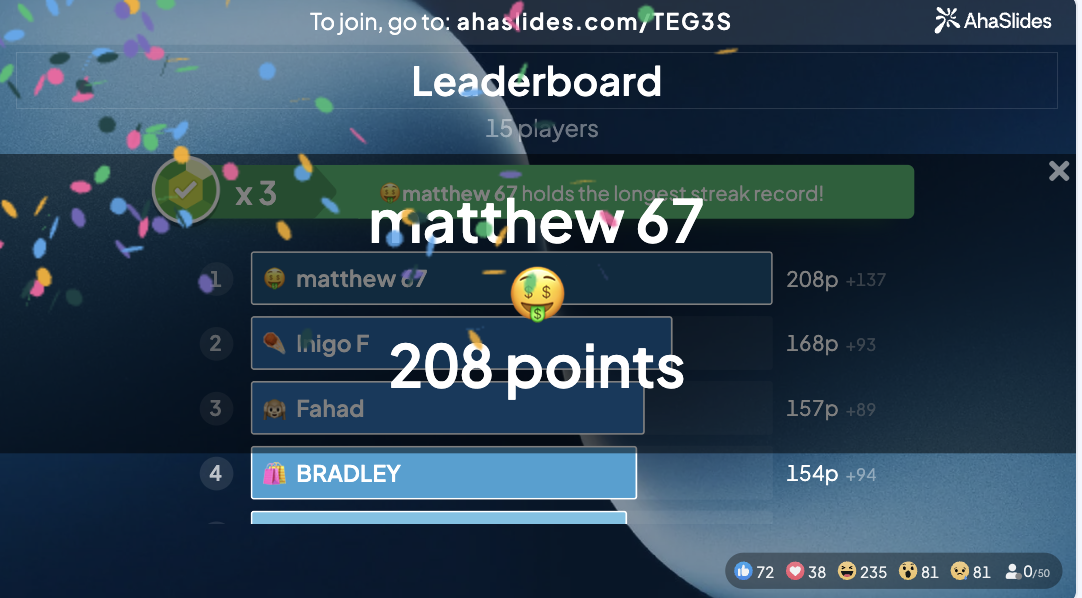 To join, go to: ahaslides.com/TEG3S
AhaSlides
Leaderboard
15 players
x 3
matthew 67 holds the longest streak record!
matthew 67
1 matthew 67 208p +137
2 Inigo F 168p +93
208 points
3 Fahad 157p +89
4 BRADLEY 154p +94
72 38 235 81 81 0/50